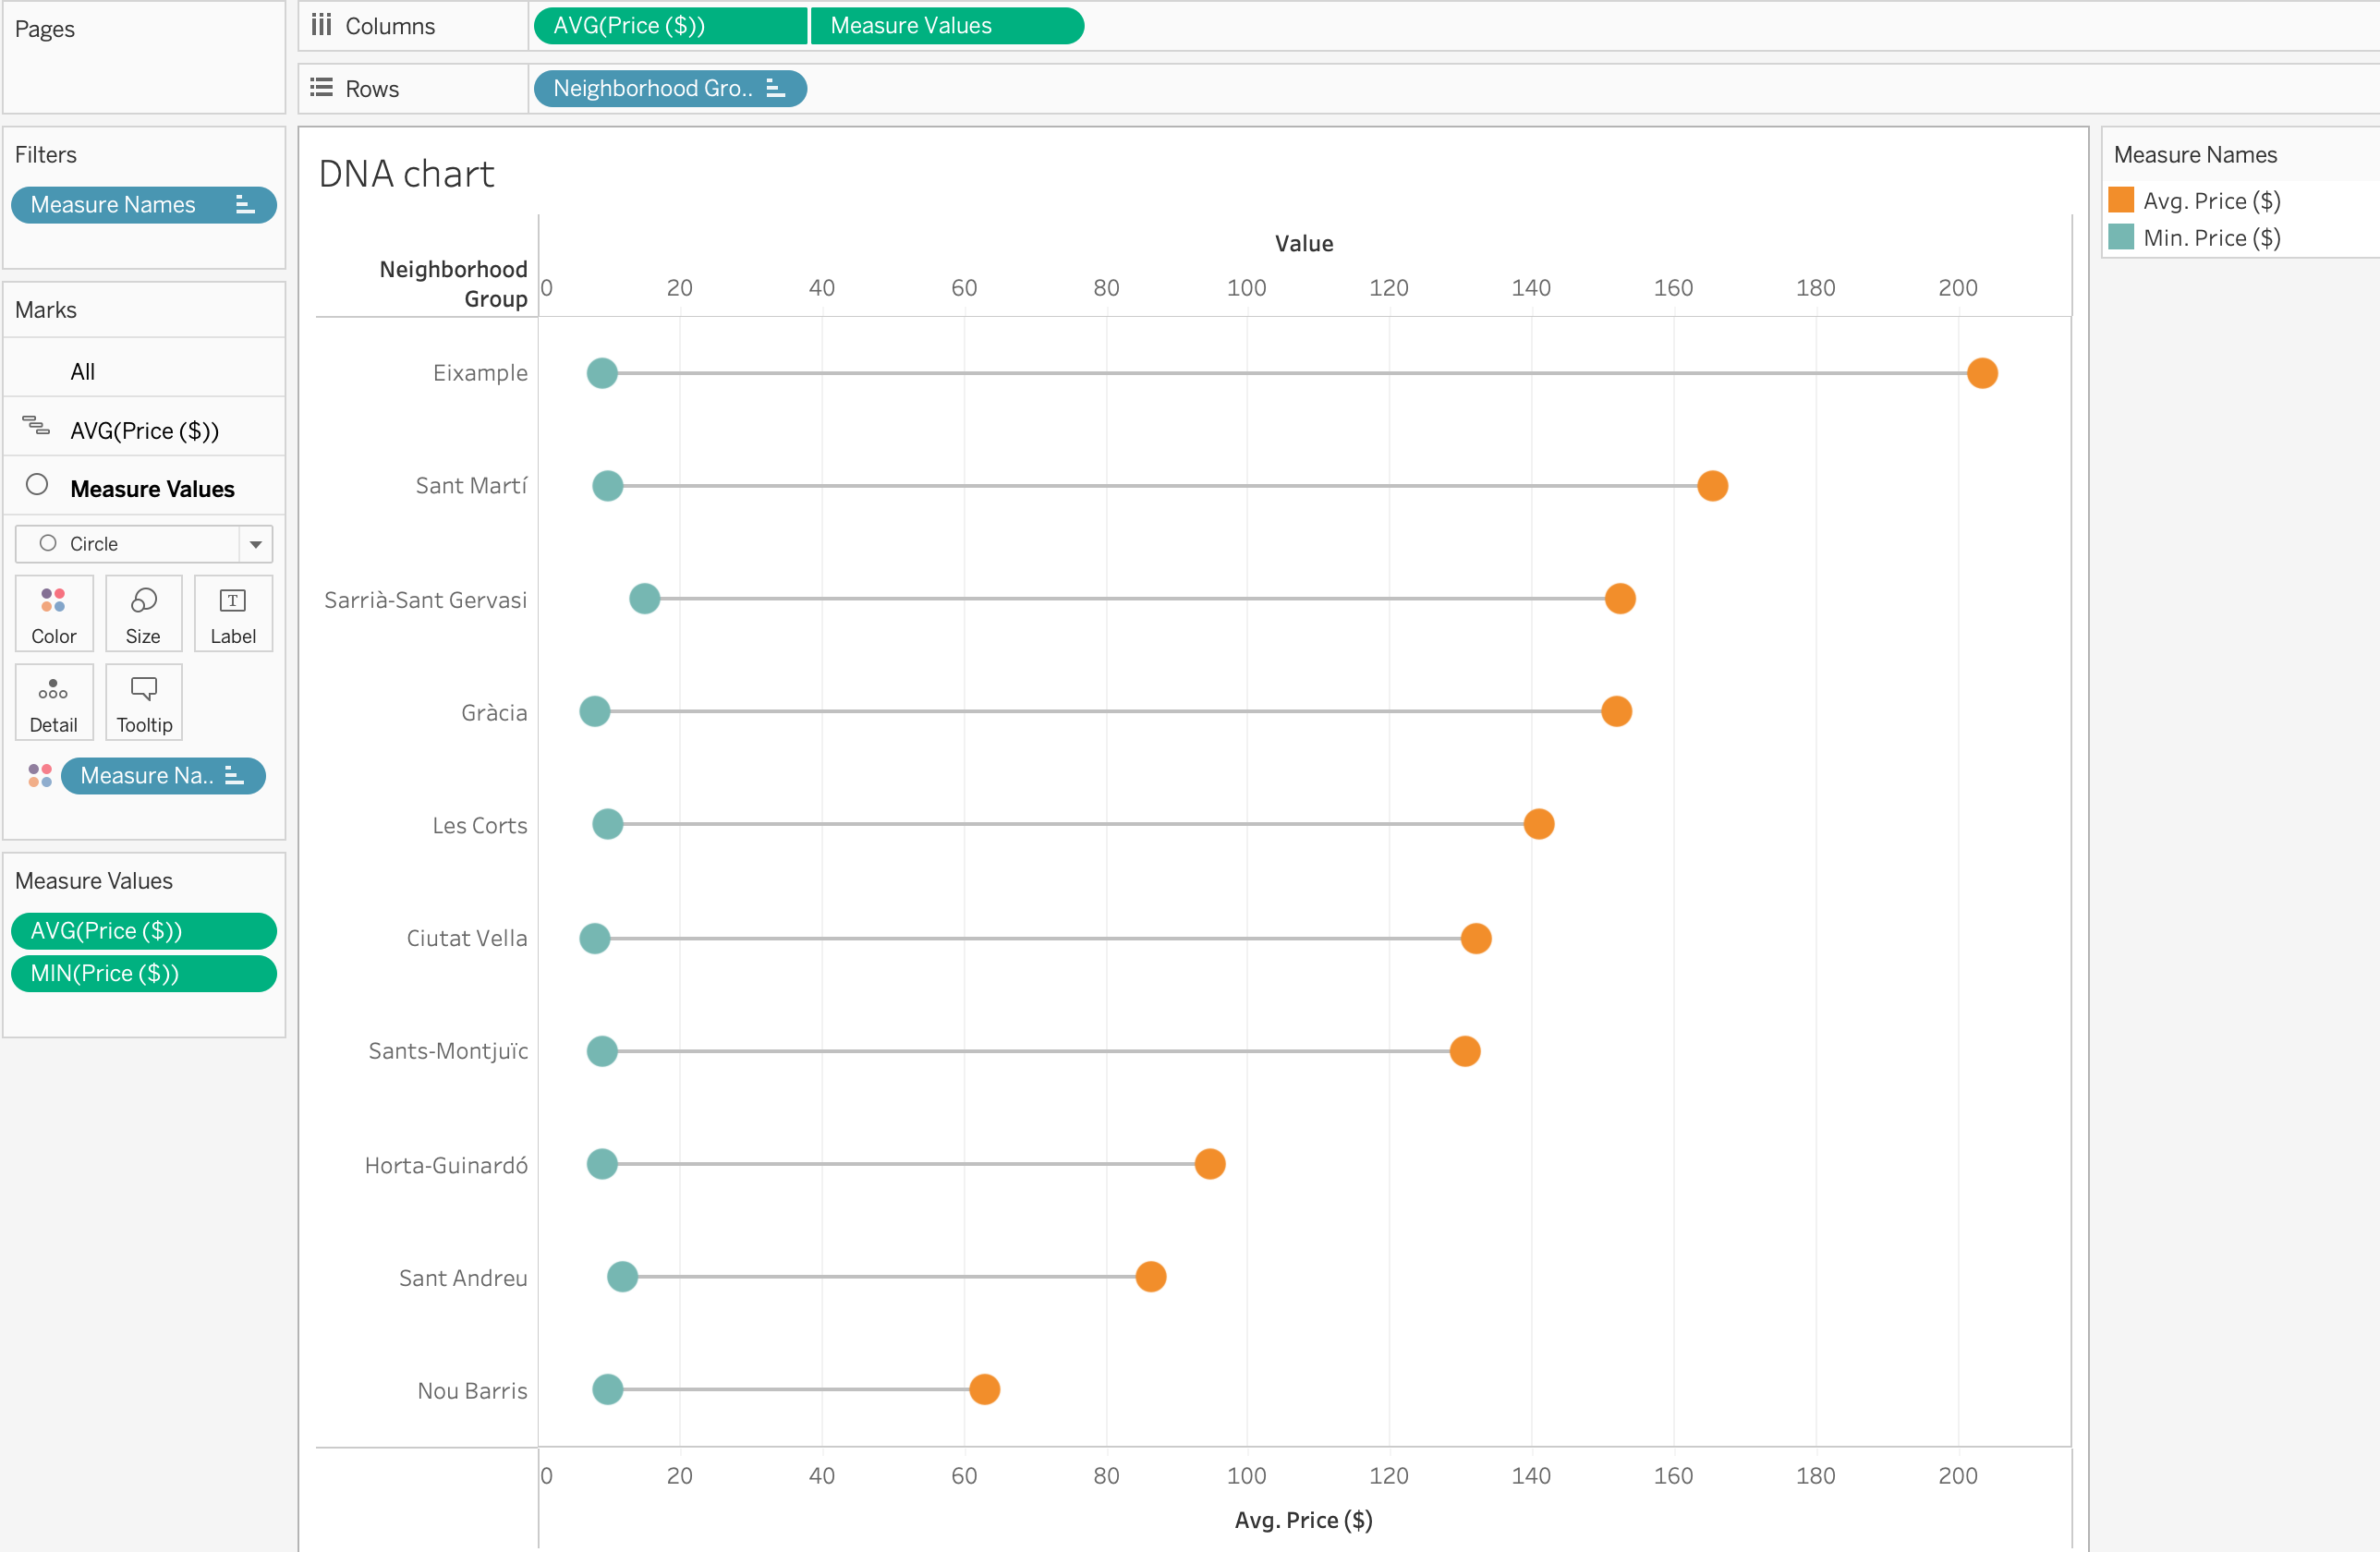 Pages
Columns
AVG(Price ($))
Measure Values
Rows
Neighborhood Gro..
Filters
Measure Names
Marks
All
AVG(Price ($))
Measure Values
Circle
Color
Size
T
Label
Detail
Tooltip
Measure Na..
Measure Values
AVG(Price ($))
MIN(Price ($))
DNA chart
Value
Neighborhood
Group
0 20 40 60 80 100 120 140 160 180 200
Eixample
Sant Martí
Sarrià-Sant Gervasi
Gràcia
Les Corts
Ciutat Vella
Sants-Montjuïc
Horta-Guinardó
Sant Andreu
Nou Barris
0 20 40 60 80 100 120 140 160 180 200
Avg. Price ($)
Measure Names
Avg. Price ($)
Min. Price ($)